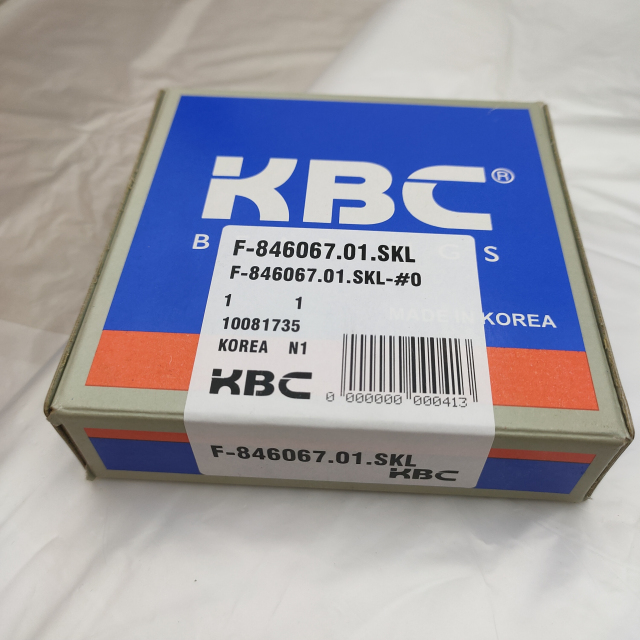 KBC®
B GS
F-846067.01.SKL
F-846067.01.SKL-#0
1 1
MADE IN KOREA
10081735
KOREA N1
KBC
0 000000 000413
F-846067.01.SKL
KBC